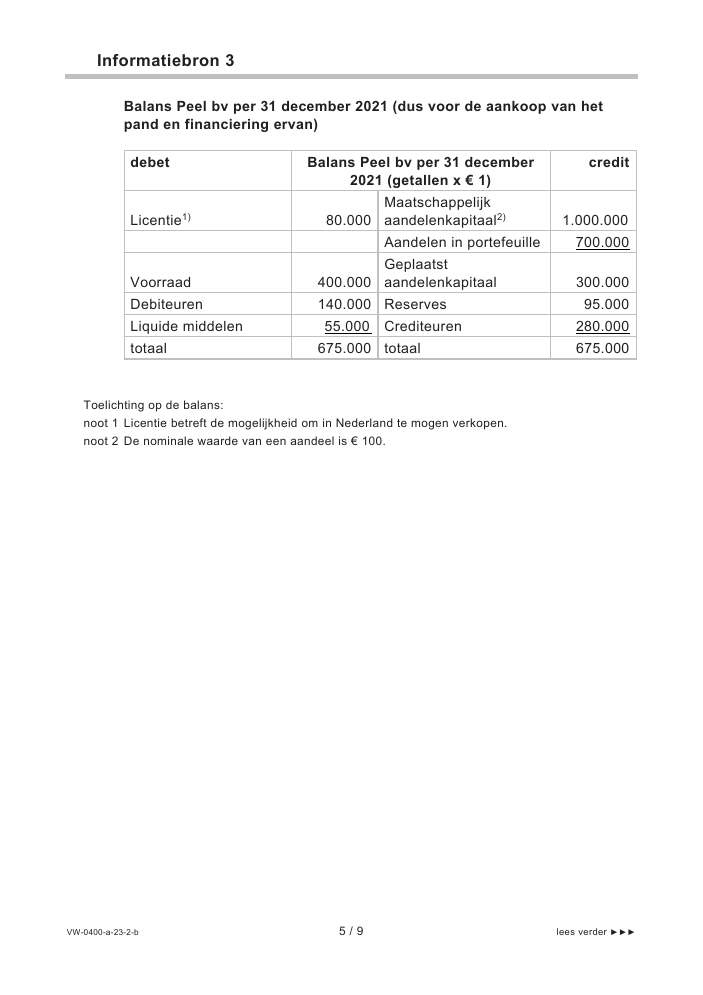 Informatiebron 3
Balans Peel bv per 31 december 2021 (dus voor de aankoop van het
pand en financiering ervan)
debet Balans Peel bv per 31 december credit
2021 (getallen x € 1)
Maatschappelijk
Licentie1) 80.000 aandelenkapitaal2) 1.000.000
Aandelen in portefeuille 700.000
Geplaatst
Voorraad 400.000 aandelenkapitaal 300.000
Debiteuren 140.000 Reserves 95.000
Liquide middelen 55.000 Crediteuren 280.000
totaal 675.000 totaal 675.000
Toelichting op de balans:
noot 1 Licentie betreft de mogelijkheid om in Nederland te mogen verkopen.
noot 2 De nominale waarde van een aandeel is € 100.
VW-0400-a-23-2-b 5 / 9 lees verder ►►►